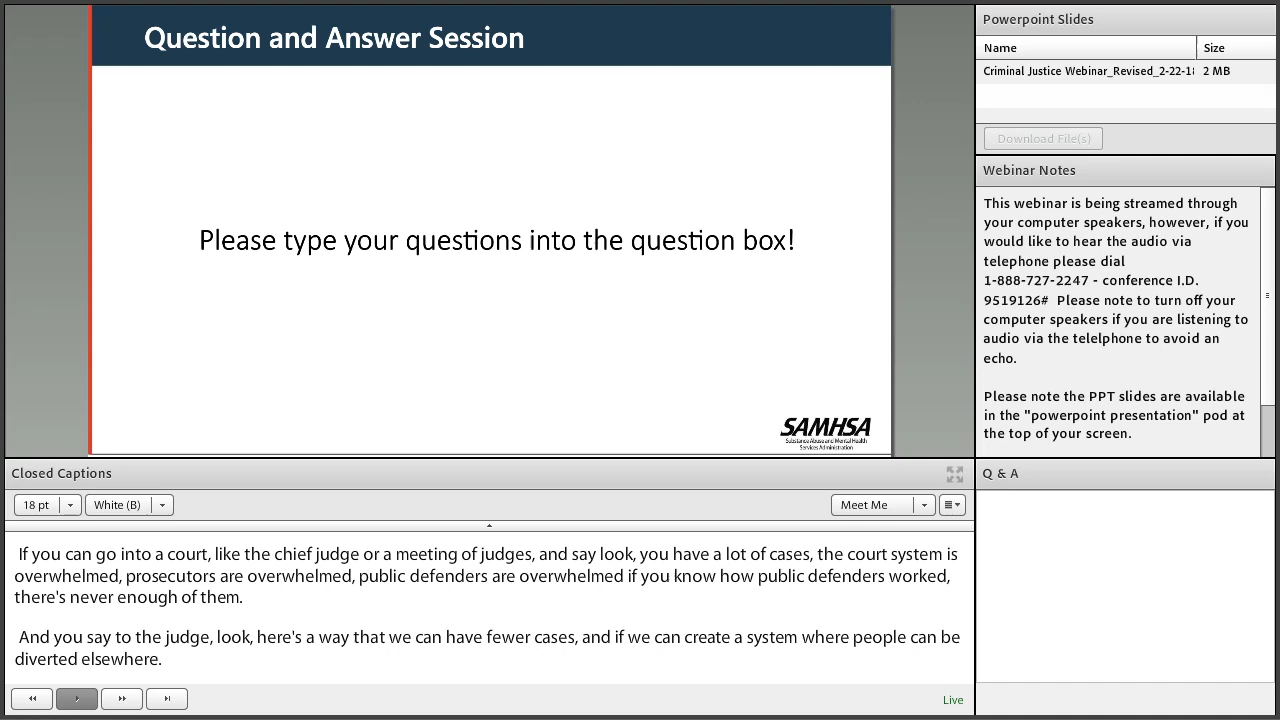 Question and Answer Session
Please type your questions into the question box!
SAMHSA
Substance Abuse and Mental Health
Services Administration
Powerpoint Slides
Name
Size
Criminal Justice Webinar_Revised_2-22-18
2 MB
Download File(s)
Webinar Notes
This webinar is being streamed through
your computer speakers, however, if you
would like to hear the audio via
telephone please dial
1-888-727-2247 - conference I.D.
9519126# Please note to turn off your
computer speakers if you are listening to
audio via the telelphone to avoid an
echo.
Please note the PPT slides are available
in the "powerpoint presentation" pod at
the top of your screen.
Closed Captions
18 pt
White (B)
Meet Me
If you can go into a court, like the chief judge or a meeting of judges, and say look, you have a lot of cases, the court system is
overwhelmed, prosecutors are overwhelmed, public defenders are overwhelmed if you know how public defenders worked,
there's never enough of them.
And you say to the judge, look, here's a way that we can have fewer cases, and if we can create a system where people can be
diverted elsewhere.
Live
Q & A